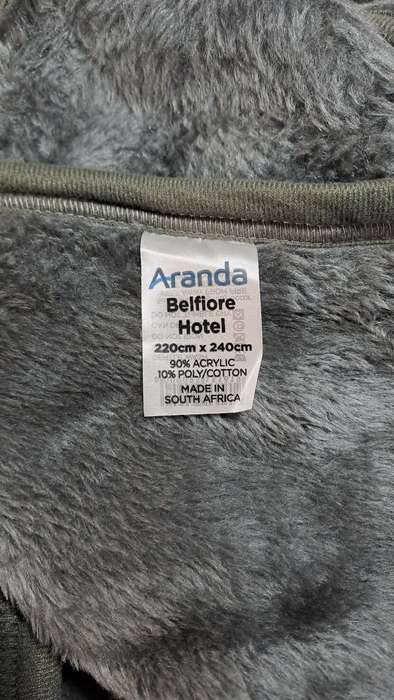 Aranda
Belfiore
Hotel
220cm x 240cm
90% ACRYLIC
10% POLY/COTTON
MADE IN
SOUTH AFRICA